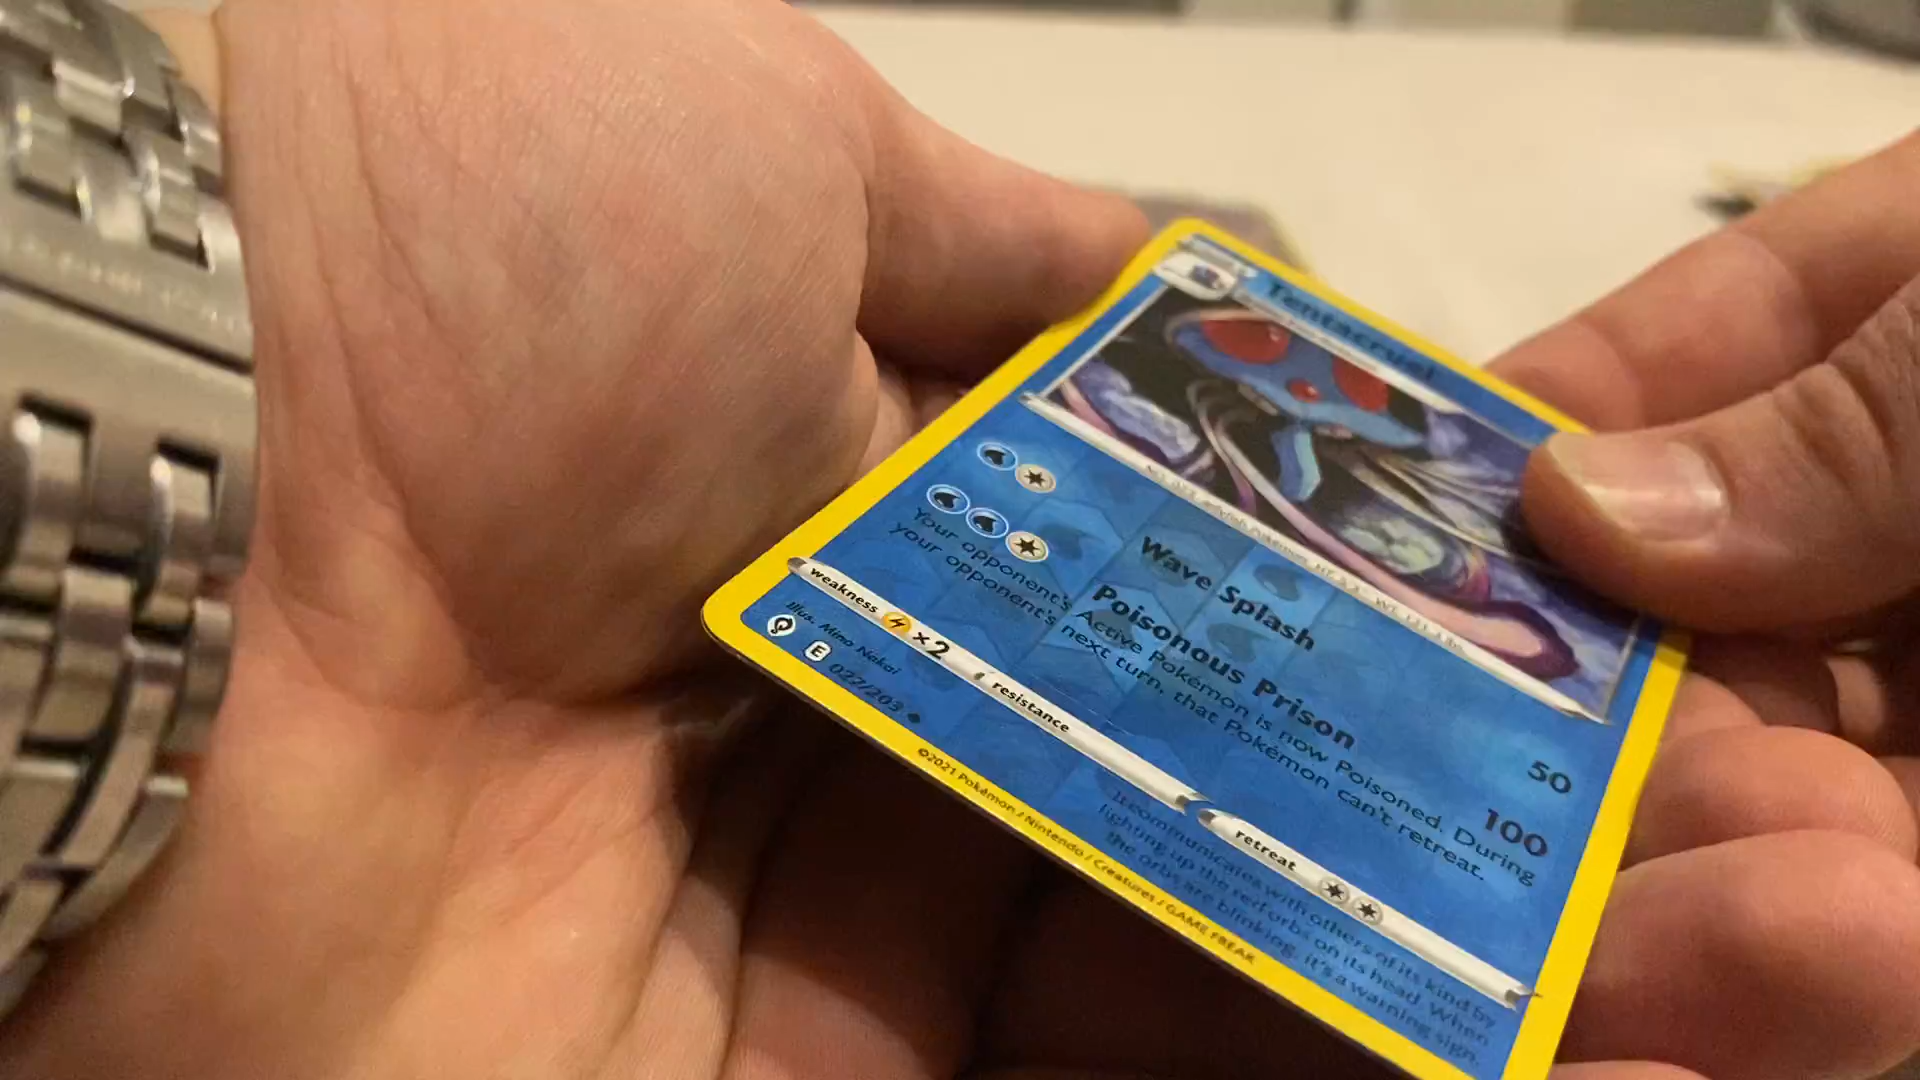 Tentacruel
Wave Splash
50
Poisonous Prison
100
Your opponent's Active Pokémon is now Poisoned. During
your opponent's next turn, that Pokémon can't retreat.
weakness ×2 resistance retreat
Illus. Mina Nakai
E 027/203
It communicates with others of its kind by
lighting up the red orbs on its head. When
the orbs are blinking, it's a warning sign.
©2021 Pokémon / Nintendo / Creatures / GAME FREAK